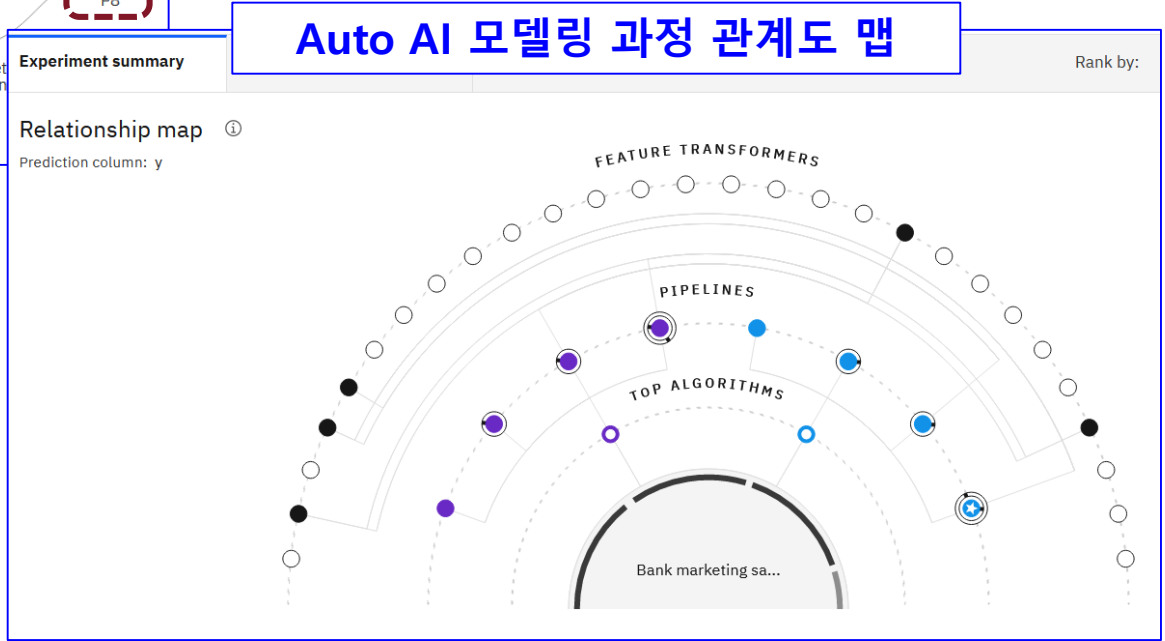 F8
Auto AI 모델링 과정 관계도 맵
Experiment summary
Rank by:
Relationship map
Prediction column: y
FEATURE TRANSFORMERS
PIPELINES
TOP ALGORITHMS
Bank marketing sa...